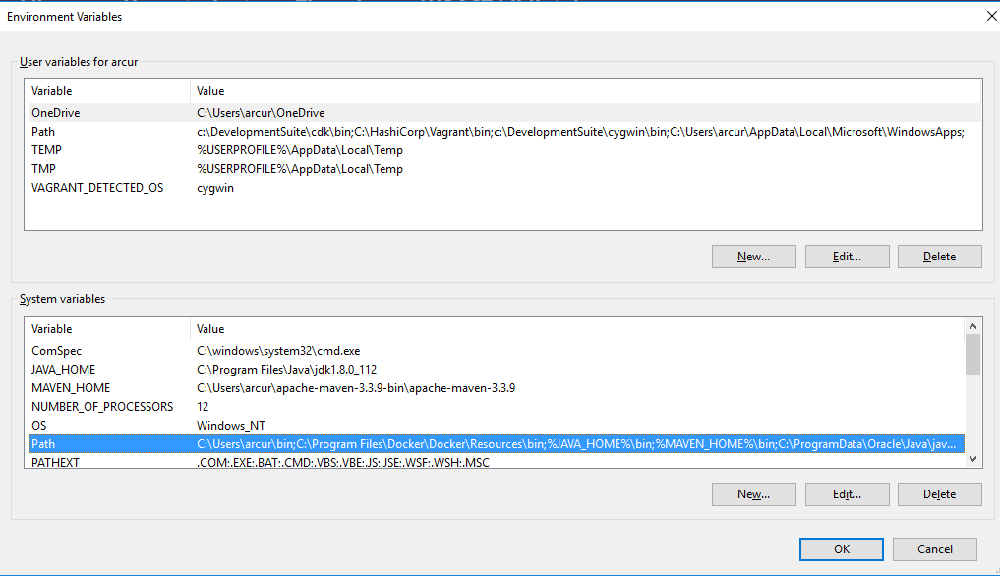 Environment Variables
User variables for arcur
Variable Value
OneDrive C:\Users\arcur\OneDrive
Path c:\DevelopmentSuite\cdk\bin;C:\HashiCorp\Vagrant\bin;c:\DevelopmentSuite\cygwin\bin;C:\Users\arcur\AppData\Local\Microsoft\WindowsApps;
TEMP %USERPROFILE%\AppData\Local\Temp
TMP %USERPROFILE%\AppData\Local\Temp
VAGRANT_DETECTED_OS cygwin
New... Edit... Delete
System variables
Variable Value
ComSpec C:\windows\system32\cmd.exe
JAVA_HOME C:\Program Files\Java\jdk1.8.0_112
MAVEN_HOME C:\Users\arcur\apache-maven-3.3.9-bin\apache-maven-3.3.9
NUMBER_OF_PROCESSORS 12
OS Windows_NT
Path C:\Users\arcur\bin;C:\Program Files\Docker\Docker\Resources\bin;%JAVA_HOME%\bin;%MAVEN_HOME%\bin;C:\ProgramData\Oracle\Java\jav...
PATHEXT .COM;.EXE;.BAT;.CMD;.VBS;.VBE;.JS;.JSE;.WSF;.WSH;.MSC
New... Edit... Delete
OK Cancel